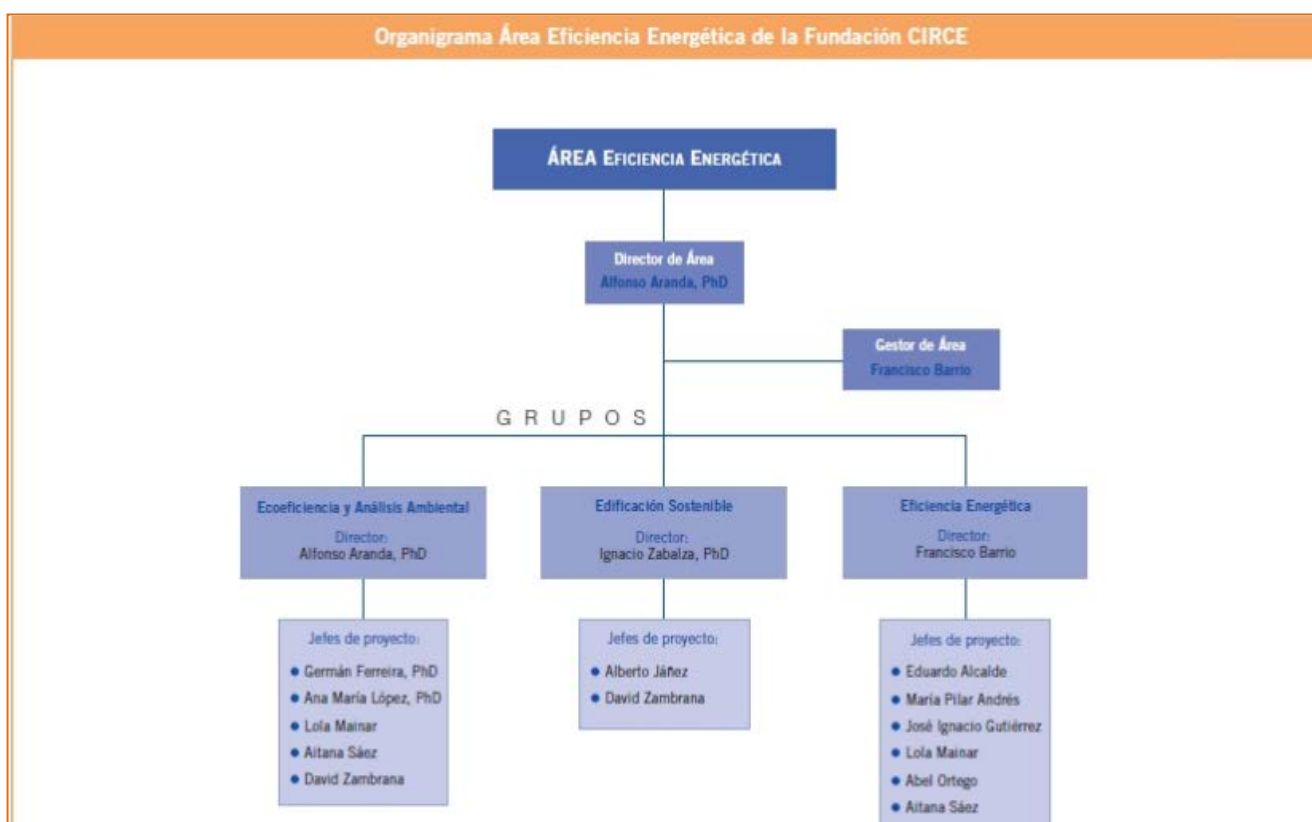 Organigrama Área Eficiencia Energética de la Fundación CIRCE
ÁREA EFICIENCIA ENERGÉTICA
Director de Área
Alfonso Aranda, PhD
Gestor de Área
Francisco Barrio
GRUPOS
Ecoeficiencia y Análisis Ambiental
Director:
Alfonso Aranda, PhD
Jefes de proyecto:
Germán Ferreira, PhD
Ana María López, PhD
Lola Mainar
Aitana Sáez
David Zambrana
Edificación Sostenible
Director:
Ignacio Zabalza, PhD
Jefes de proyecto:
Alberto Jáñez
David Zambrana
Eficiencia Energética
Director:
Francisco Barrio
Jefes de proyecto:
Eduardo Alcalde
María Pilar Andrés
José Ignacio Gutiérrez
Lola Mainar
Abel Ortego
Aitana Sáez